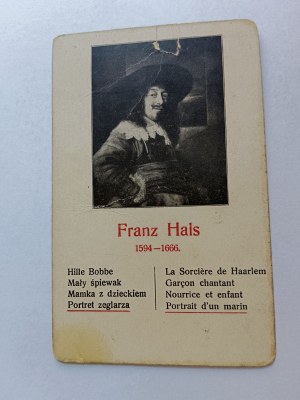 Franz Hals
1594—1666.
Hille Bobbe
Mały śpiewak
Mamka z dzieckiem
Portret żeglarza
La Sorcière de Haarlem
Garçon chantant
Nourrice et enfant
Portrait d'un marin